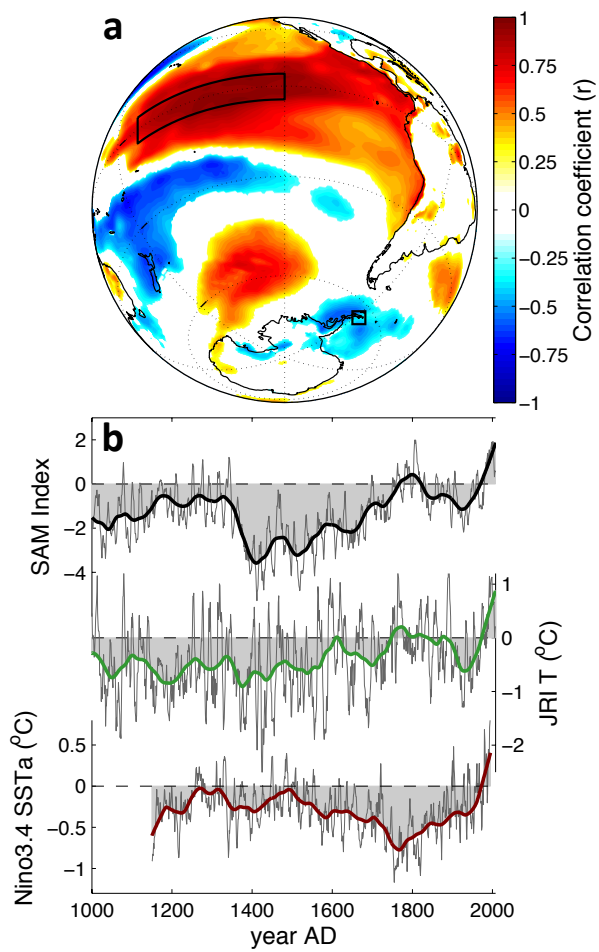 a
1
0.75
0.5
0.25
0
−0.25
−0.5
−0.75
−1
Correlation coefficient (r)
b
2
0
−2
−4
SAM Index
1
0
−1
−2
JRI T (⁰C)
0.5
0
−0.5
−1
Nino3.4 SSTa (⁰C)
1000 1200 1400 1600 1800 2000
year AD